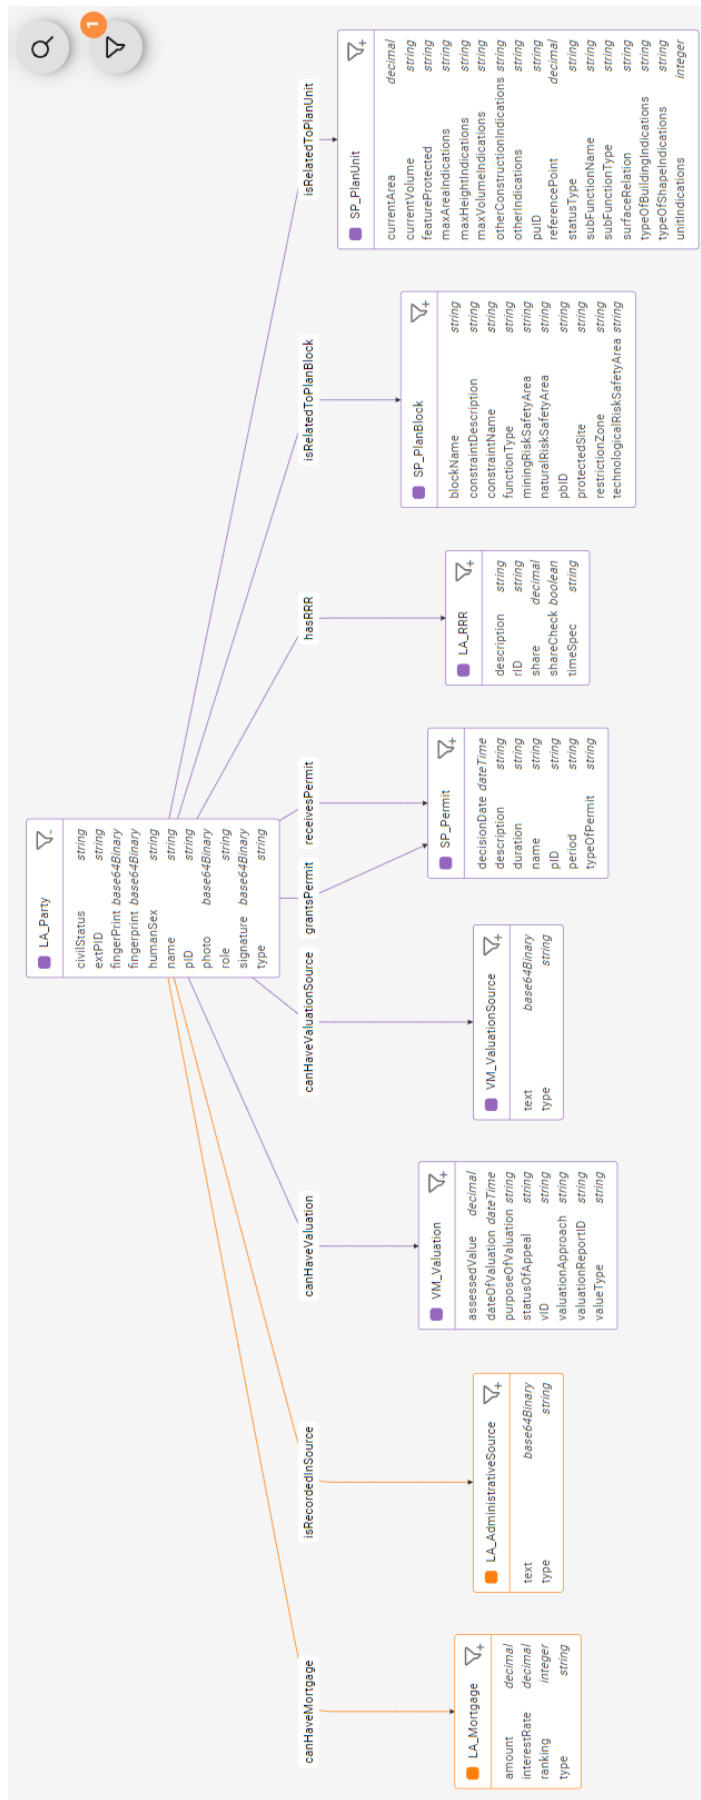 1
LA_Party
civilStatus string
extPID string
fingerPrint base64Binary
fingerprint base64Binary
humanSex string
name string
pID string
photo base64Binary
role string
signature base64Binary
type string
canHaveMortgage
isRecordedInSource
canHaveValuation
canHaveValuationSource
grantsPermit
receivesPermit
hasRRR
isRelatedToPlanBlock
isRelatedToPlanUnit
LA_Mortgage
amount decimal
interestRate decimal
ranking integer
type string
LA_AdministrativeSource
text base64Binary
type string
VM_Valuation
assessedValue decimal
dateOfValuation dateTime
purposeOfValuation string
statusOfAppeal string
vID string
valuationApproach string
valuationReportID string
valueType string
VM_ValuationSource
text base64Binary
type string
SP_Permit
decisionDate dateTime
description string
duration string
name string
pID string
period string
typeOfPermit string
LA_RRR
description string
rID string
share decimal
shareCheck boolean
timeSpec string
SP_PlanBlock
blockName string
constraintDescription string
constraintName string
functionType string
miningRiskSafetyArea string
naturalRiskSafetyArea string
pbID string
protectedSite string
restrictionZone string
technologicalRiskSafetyArea string
SP_PlanUnit
currentArea decimal
currentVolume string
featureProtected string
maxAreaIndications string
maxHeightIndications string
maxVolumeIndications string
otherConstructionIndications string
otherIndications string
puID string
referencePoint decimal
statusType string
subFunctionName string
subFunctionType string
surfaceRelation string
typeOfBuildingIndications string
typeOfShapeIndications string
unitIndications integer